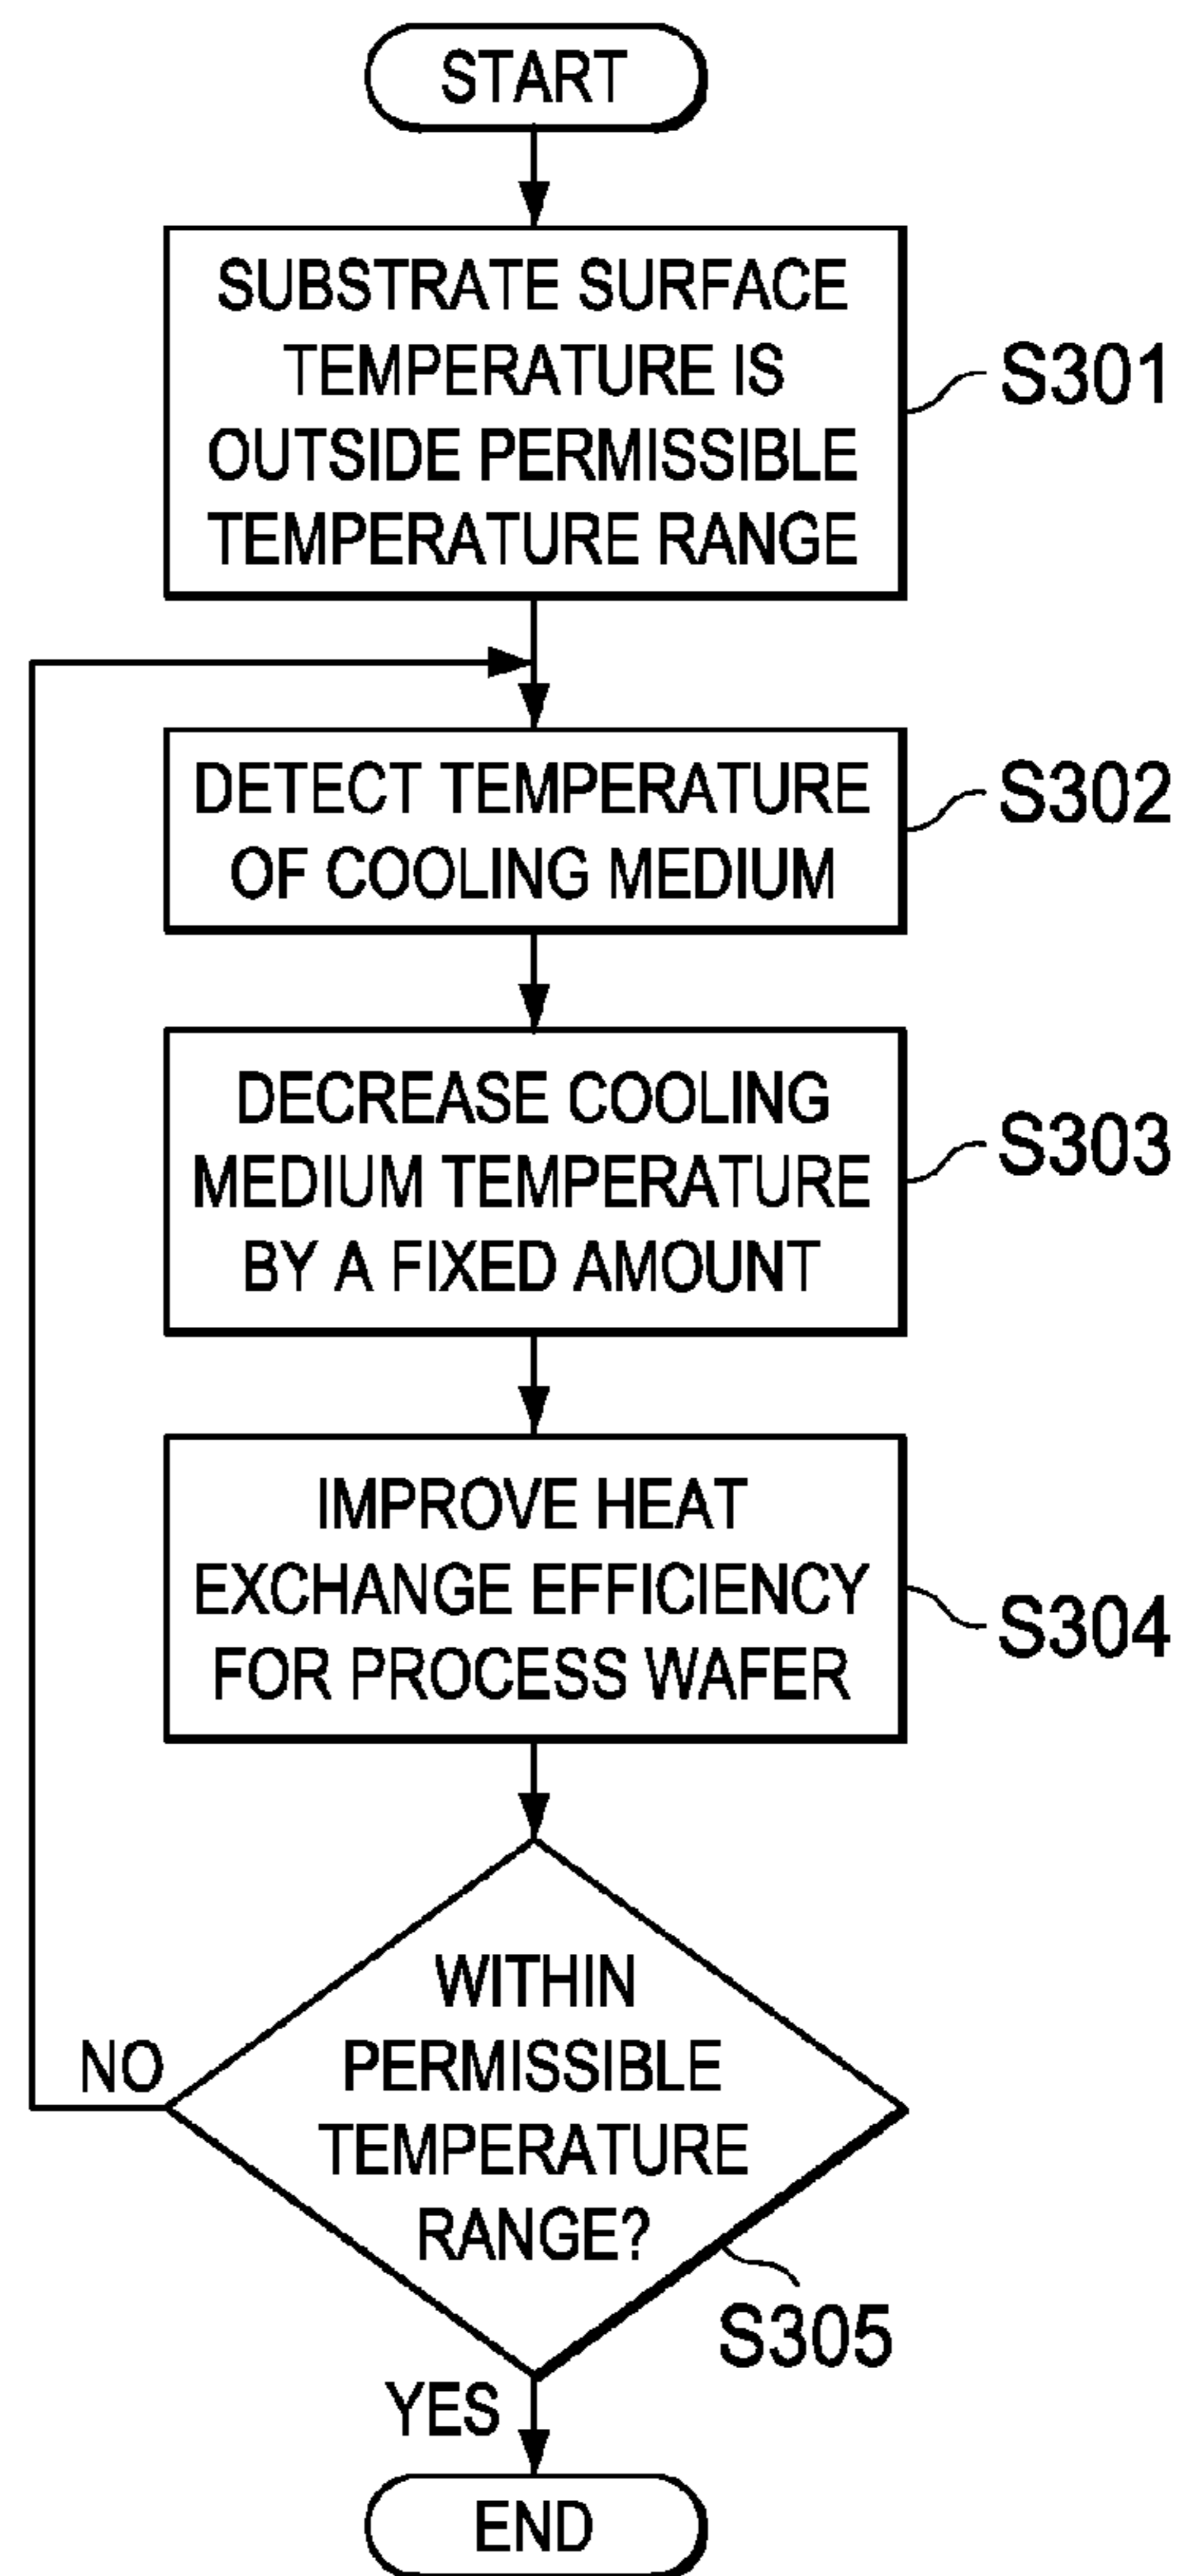 START
SUBSTRATE SURFACE
TEMPERATURE IS
OUTSIDE PERMISSIBLE
TEMPERATURE RANGE
S301
DETECT TEMPERATURE
OF COOLING MEDIUM
S302
DECREASE COOLING
MEDIUM TEMPERATURE
BY A FIXED AMOUNT
S303
IMPROVE HEAT
EXCHANGE EFFICIENCY
FOR PROCESS WAFER
S304
WITHIN
PERMISSIBLE
TEMPERATURE
RANGE?
NO
S305
YES
END